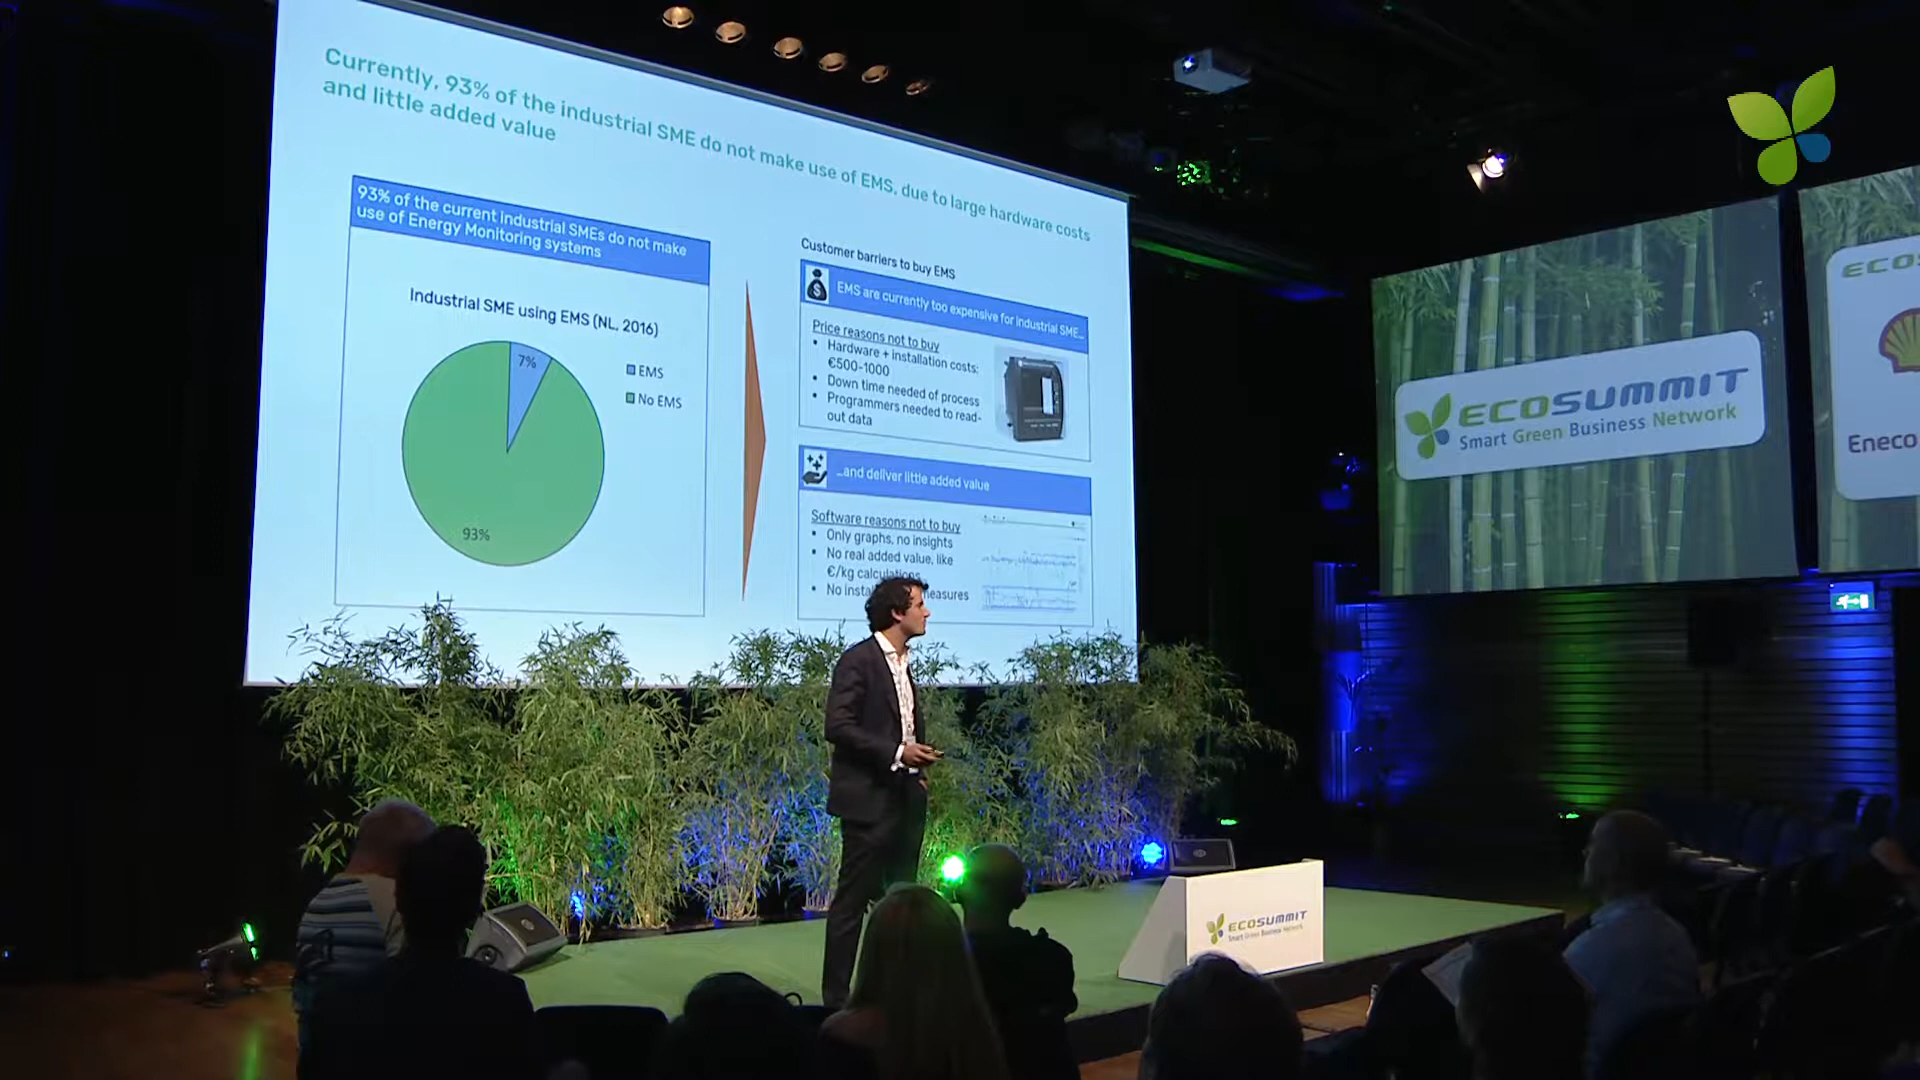 Currently, 93% of the industrial SME do not make use of EMS, due to large hardware costs
and little added value
93% of the current Industrial SMEs do not make
use of Energy Monitoring systems
Industrial SME using EMS (NL, 2016)
7%
EMS
No EMS
93%
Customer barriers to buy EMS
EMS are currently too expensive for industrial SME...
Price reasons not to buy
• Hardware + installation costs:
€500-1000
• Down time needed of process
• Programmers needed to read-
out data
...and deliver little added value
Software reasons not to buy
• Only graphs, no insights
• No real added value, like
€/kg calculations
• No
ECOSUMMIT
Smart Green Business Network
Eneco
ECOSUMMIT
Smart Green Business Network